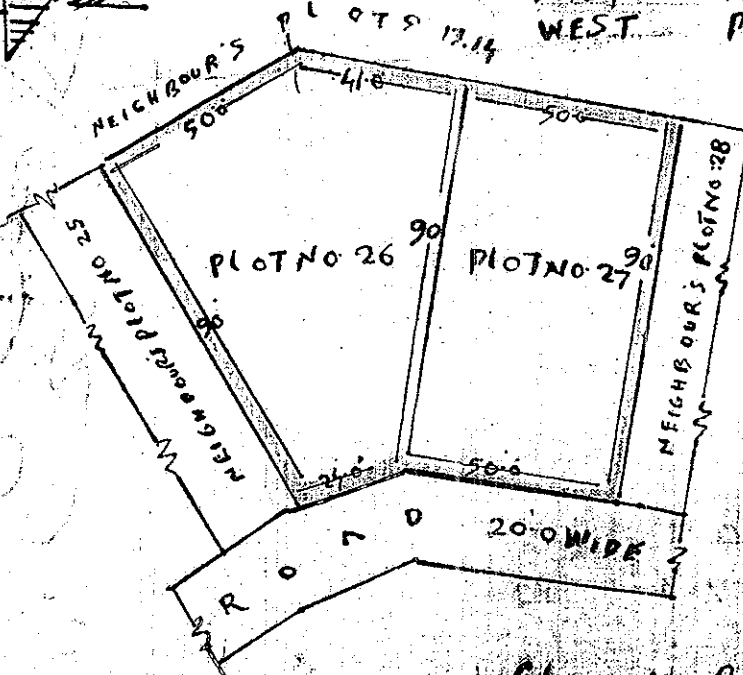 NEIGHBOUR'S PLOTS 13.14
WEST
50.0
41.0
50.0
NEIGHBOUR'S PLOT NO 25
90
PLOT NO. 26
90
PLOT NO. 27
90
NEIGHBOUR'S PLOT NO. 28
50.0
ROAD 20.0 WIDE